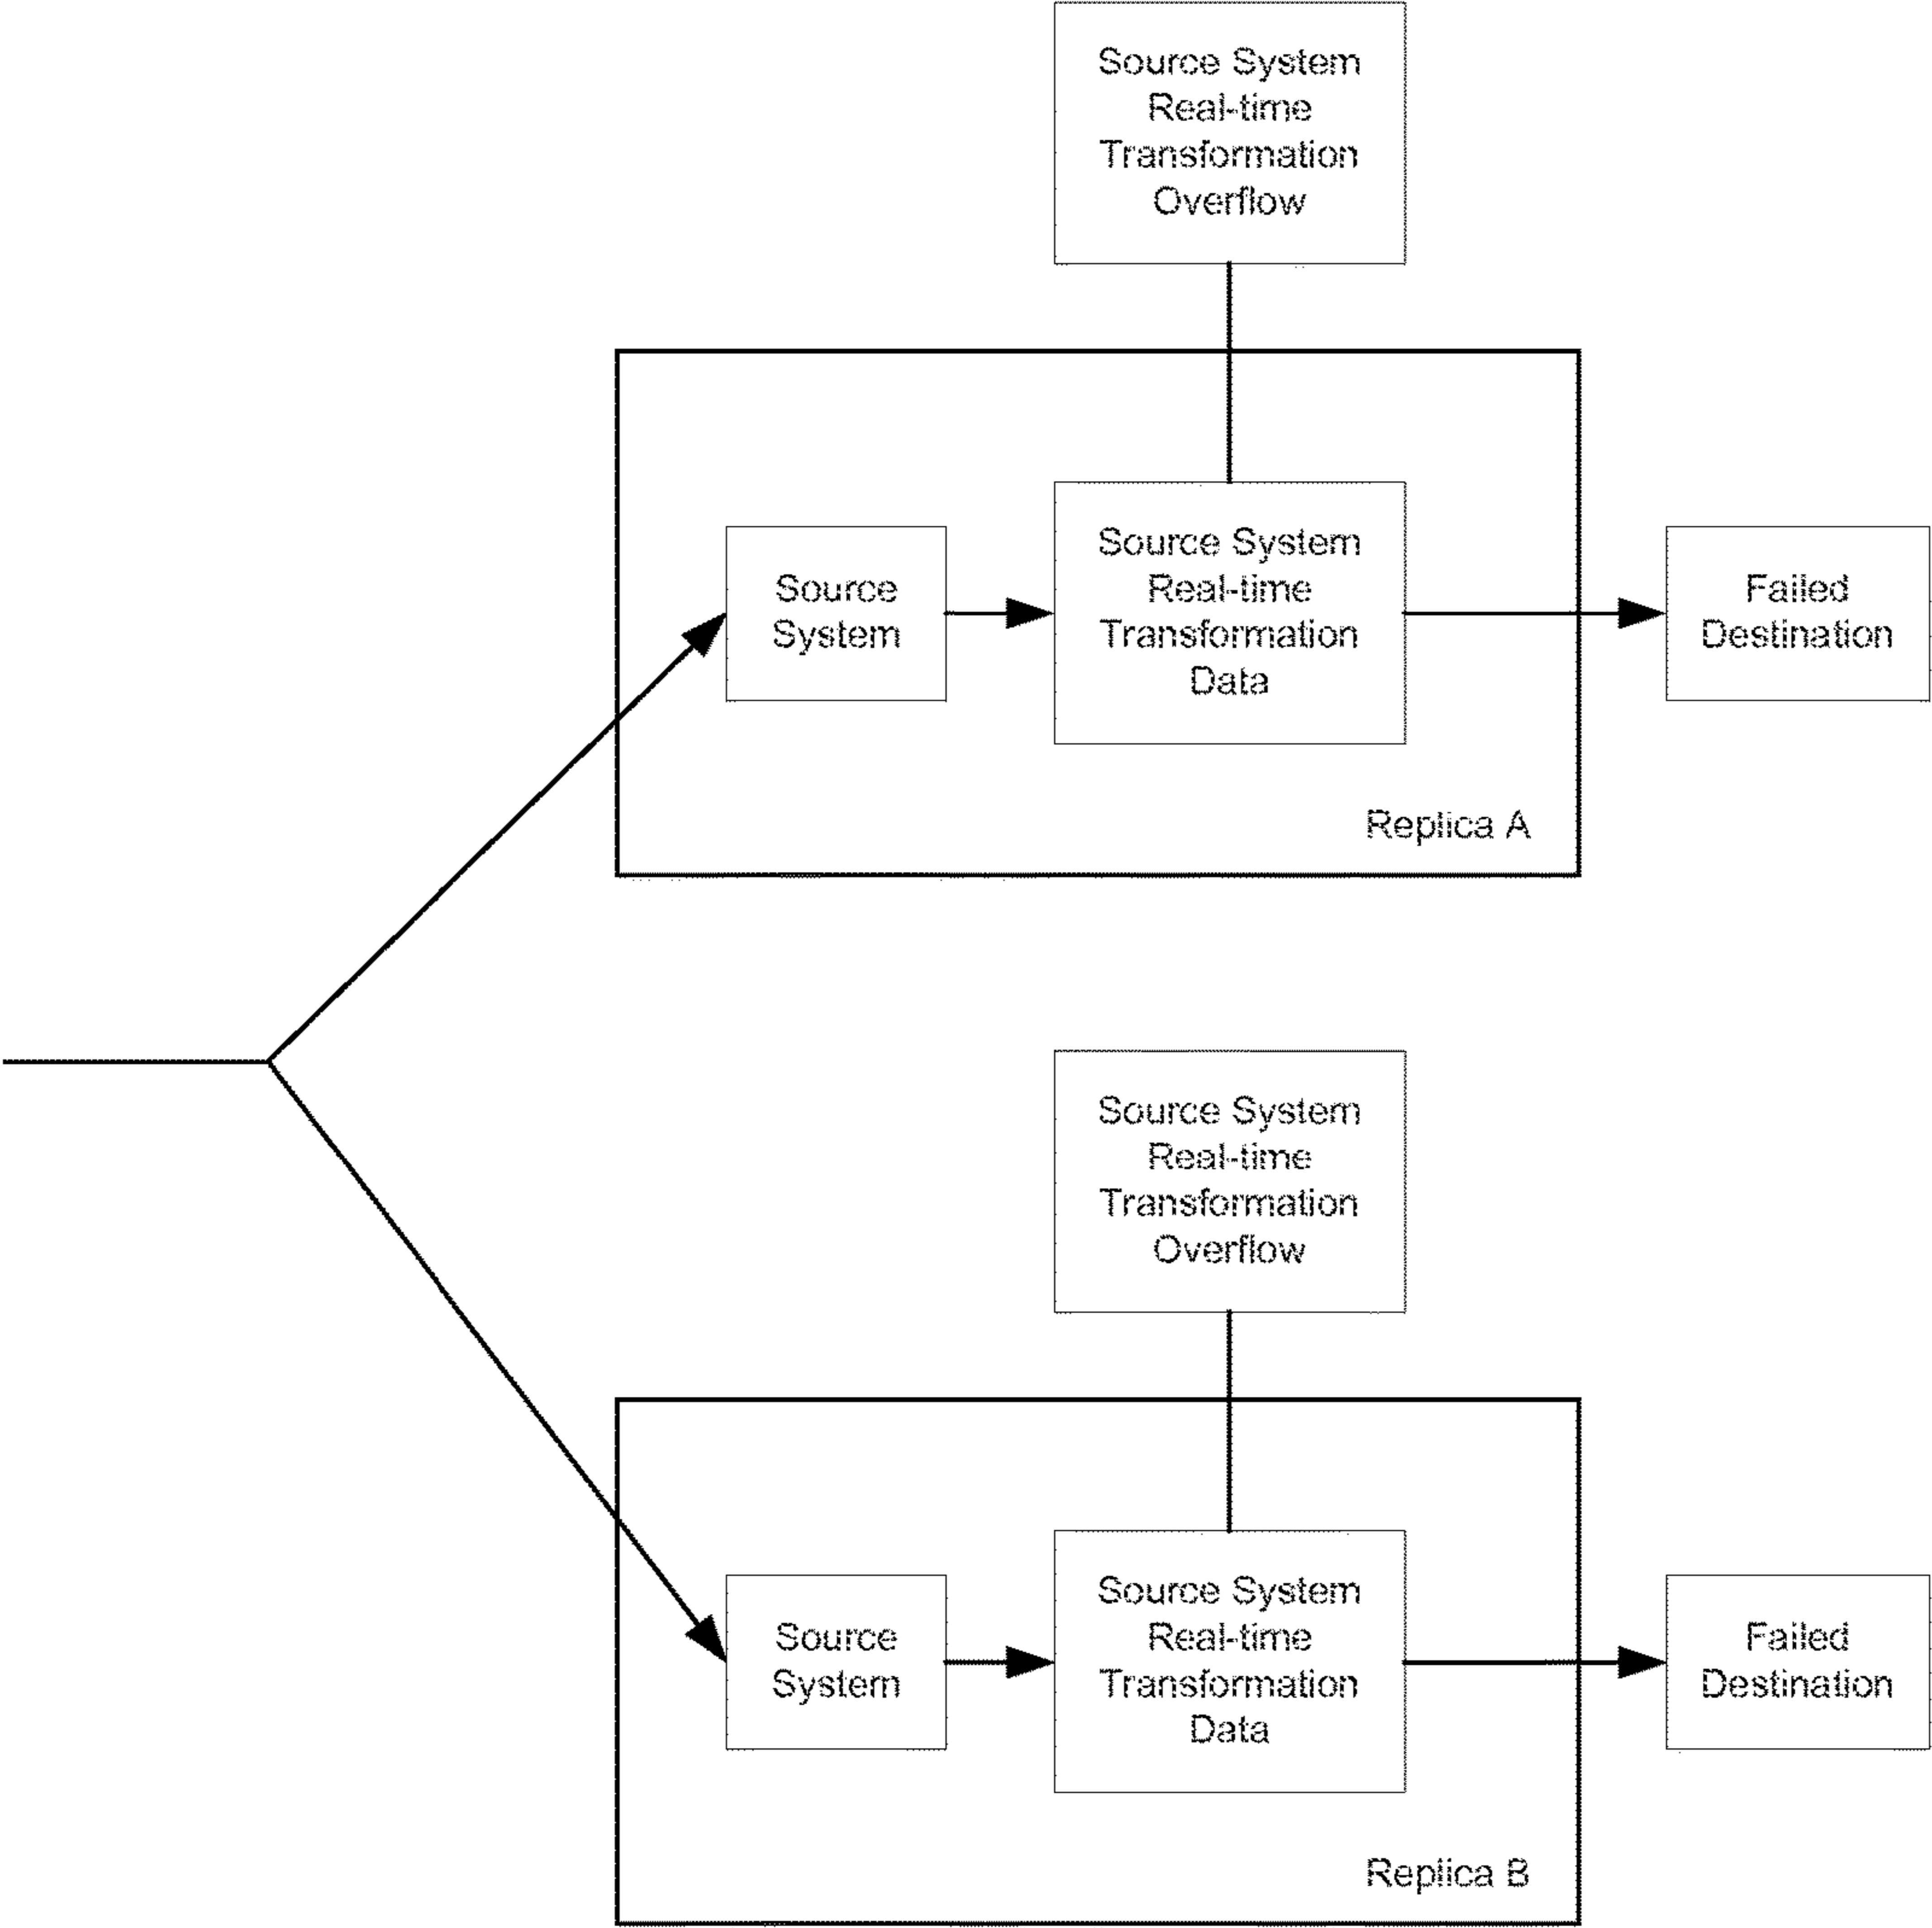 Source System
Real-time
Transformation
Overflow
Source
System
Source System
Real-time
Transformation
Data
Failed
Destination
Replica A
Source System
Real-time
Transformation
Overflow
Source
System
Source System
Real-time
Transformation
Data
Failed
Destination
Replica B